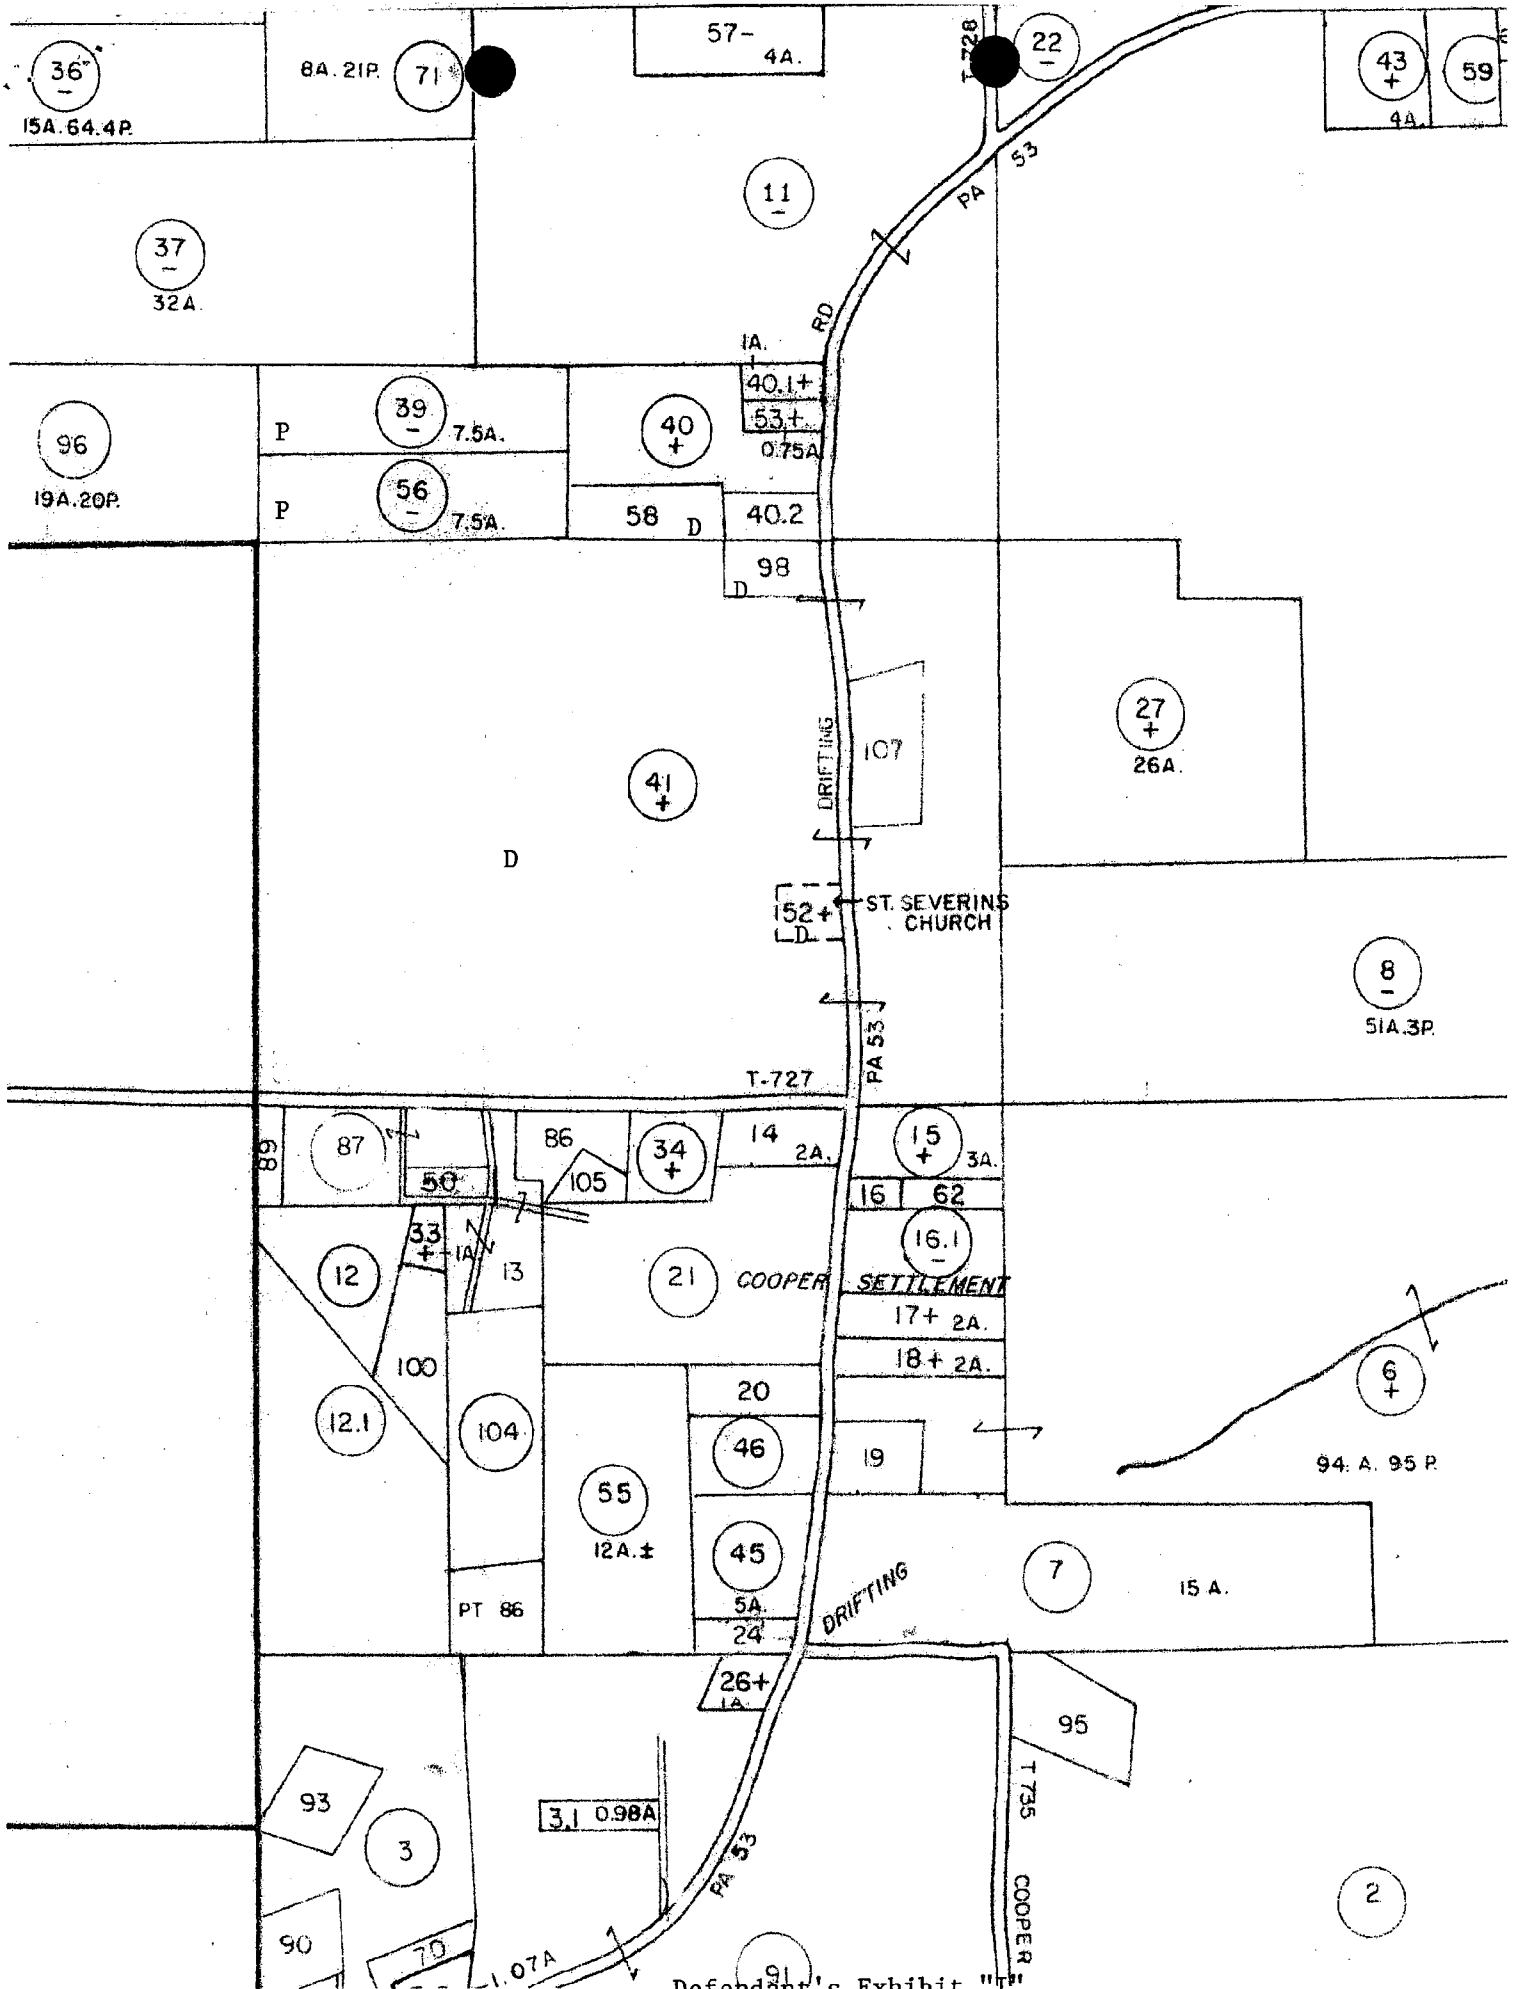 57-
4A.
T-728
22
-
36
-
15A.64.4P.
8A.21P.
71
43
+
4A.
59
11
-
PA 53
37
-
32A.
RD
1A.
40.1+
53+
0.75A
40
+
39
-
7.5A.
P
96
19A.20P.
56
-
7.5A.
P
58
D
40.2
98
D
27
+
26A.
107
DRIFTING
41
+
D
152+
D
ST. SEVERINS
CHURCH
8
-
51A.3P.
PA 53
T-727
89
87
50
86
105
34
+
14
2A.
15
+
3A.
16
62
16.1
-
33
+
1A.
12
13
21
COOPER SETTLEMENT
17+ 2A.
18+ 2A.
100
12.1
104
20
46
19
6
+
94. A. 95 P.
55
12A.±
45
5A.
24
DRIFTING
7
15 A.
PT 86
26+
1A.
95
93
3
3.1 0.98A
PA 53
T 735
COOPER
2
90
70
1.07A
91
Defendant's Exhibit "I"